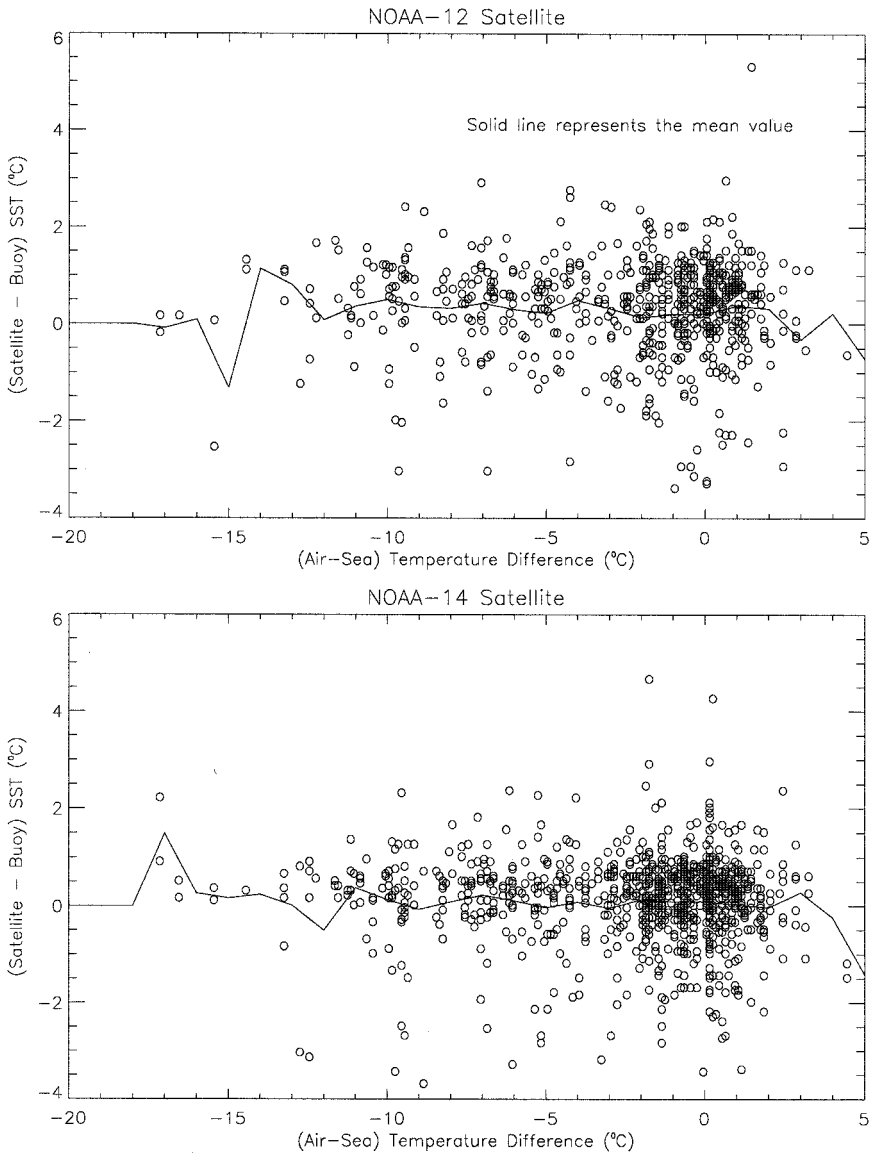 NOAA-12 Satellite
6
4
2
0
-2
-4
(Satellite - Buoy) SST (°C)
Solid line represents the mean value
-20 -15 -10 -5 0 5
(Air-Sea) Temperature Difference (°C)
NOAA-14 Satellite
6
4
2
0
-2
-4
(Satellite - Buoy) SST (°C)
-20 -15 -10 -5 0 5
(Air-Sea) Temperature Difference (°C)